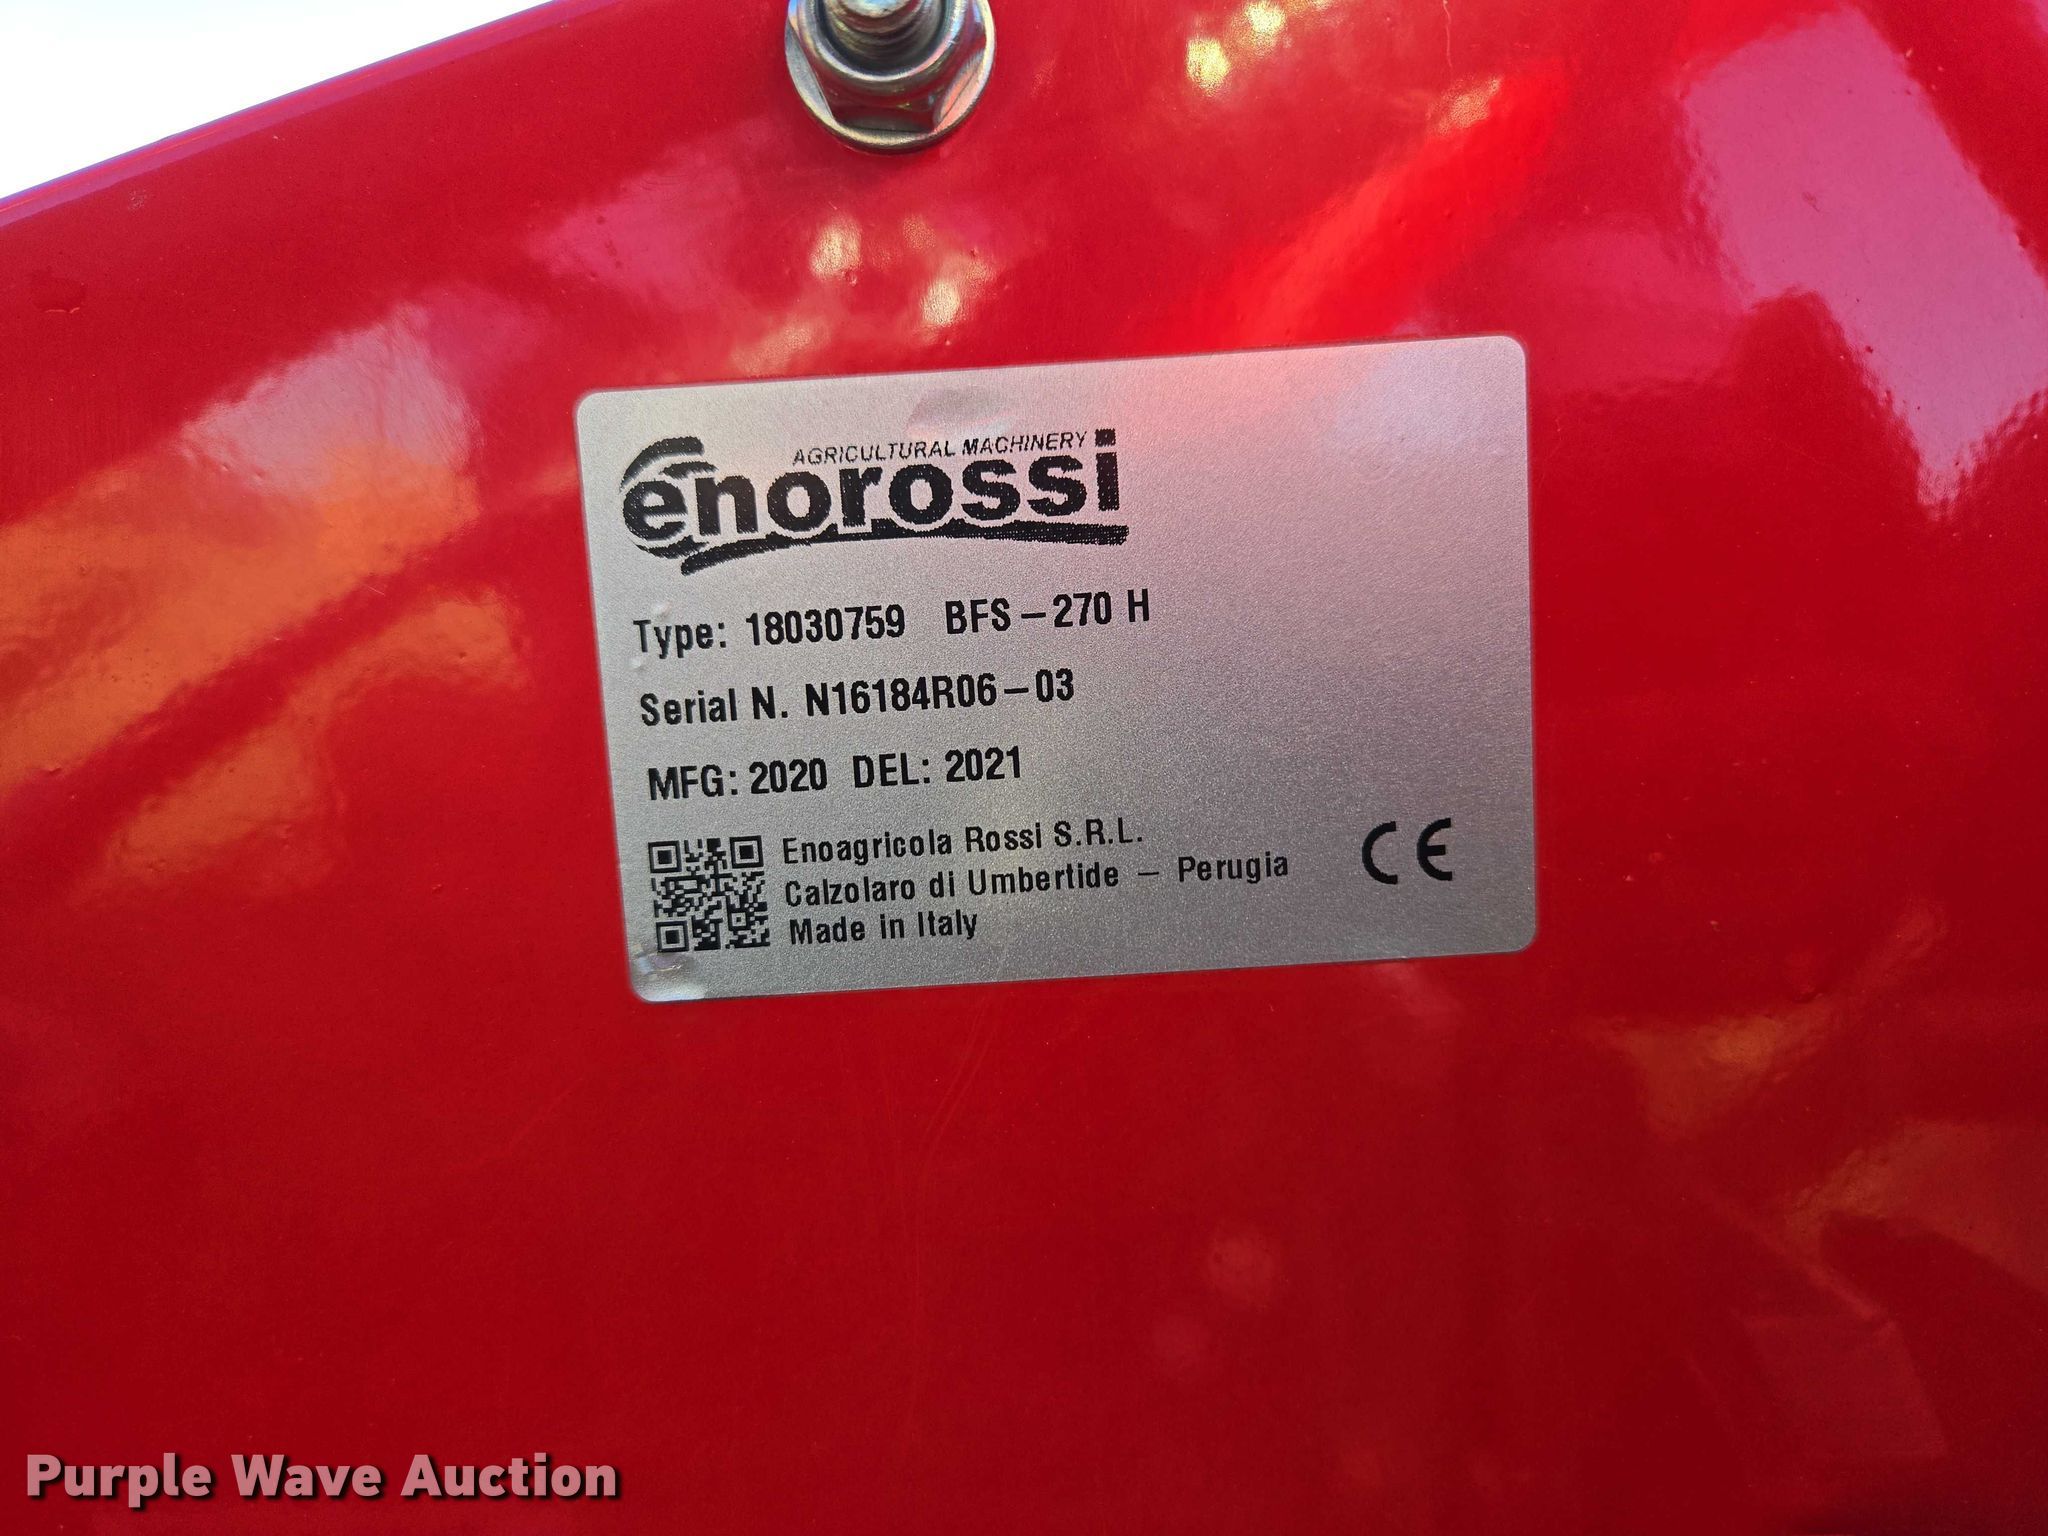 AGRICULTURAL MACHINERY
enorossi
Type: 18030759 BFS-270 H
Serial N. N16184R06-03
MFG: 2020 DEL: 2021
Enoagricola Rossi S.R.L.
Calzolaro di Umbertide - Perugia
Made in Italy
CE
Purple Wave Auction